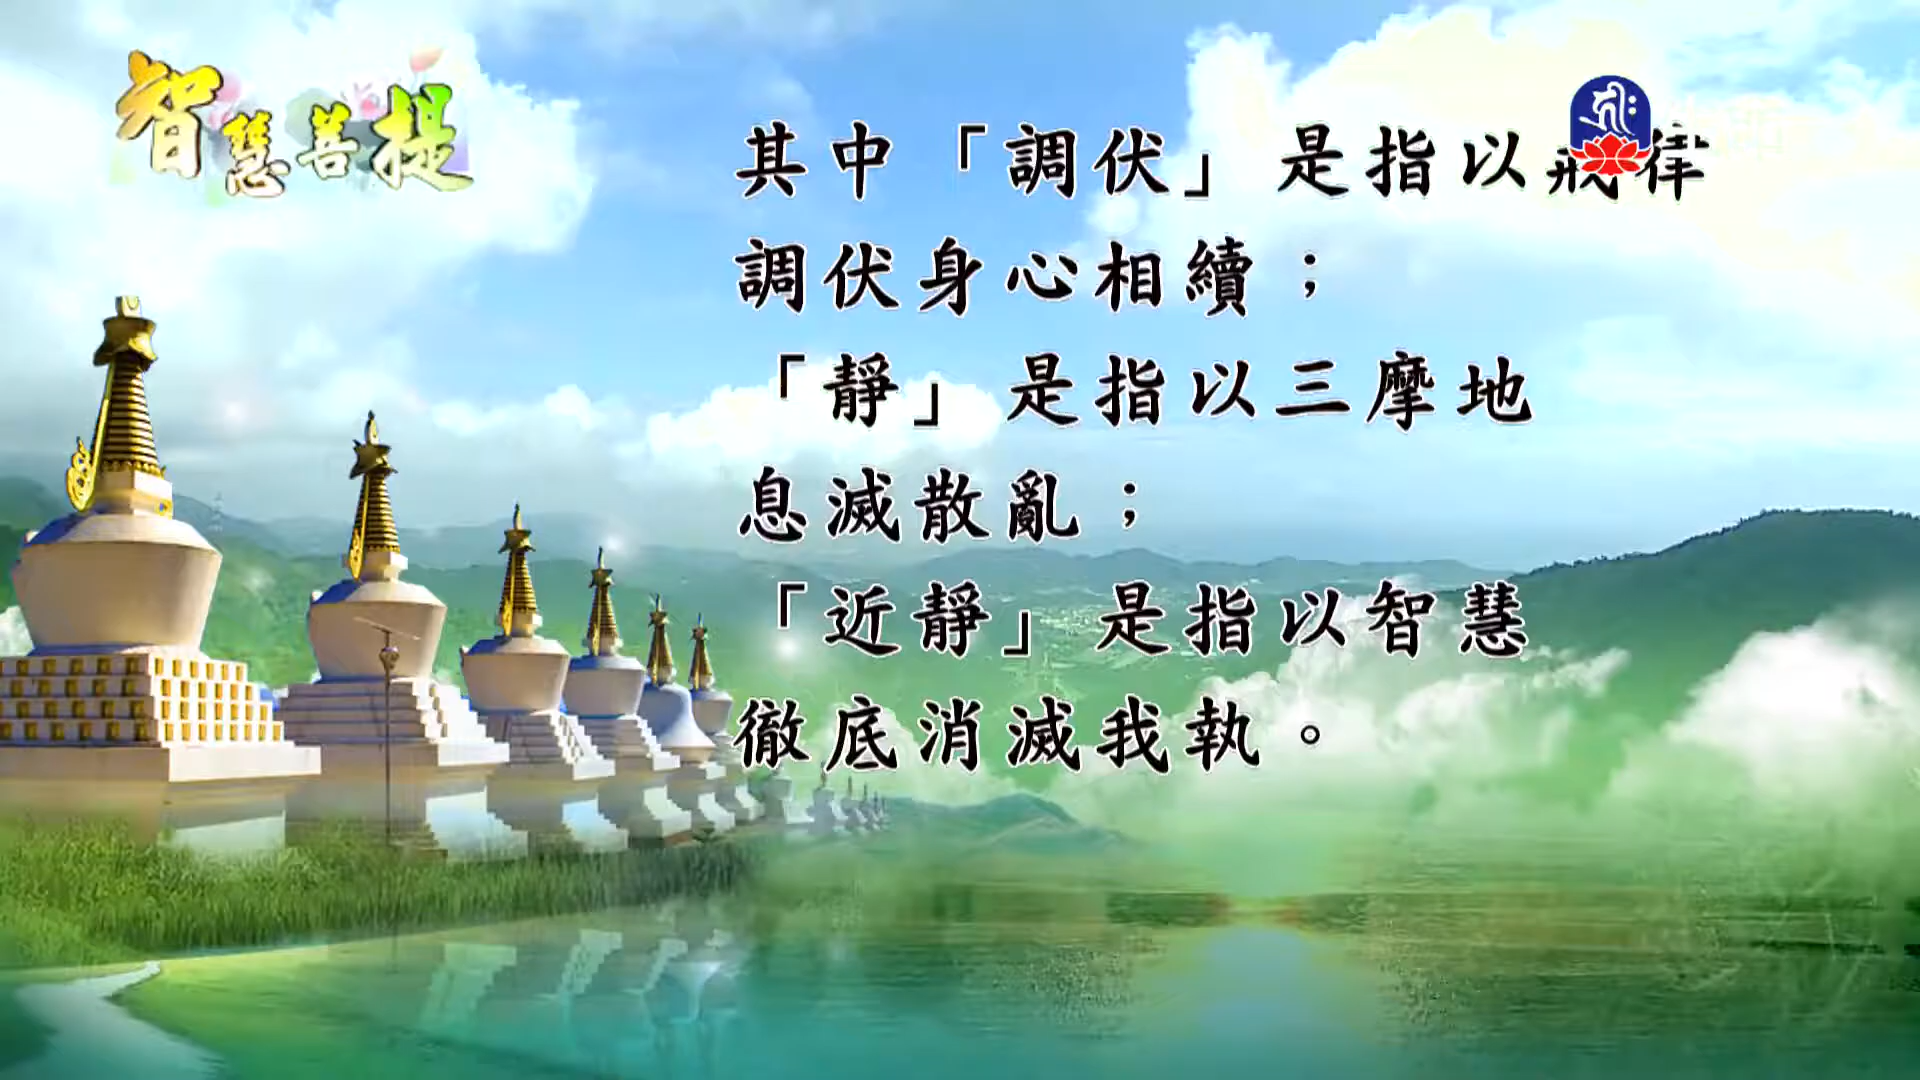 智慧菩提
其中「調伏」是指以戒律
調伏身心相續；
「靜」是指以三摩地
息滅散亂；
「近靜」是指以智慧
徹底消滅我執。